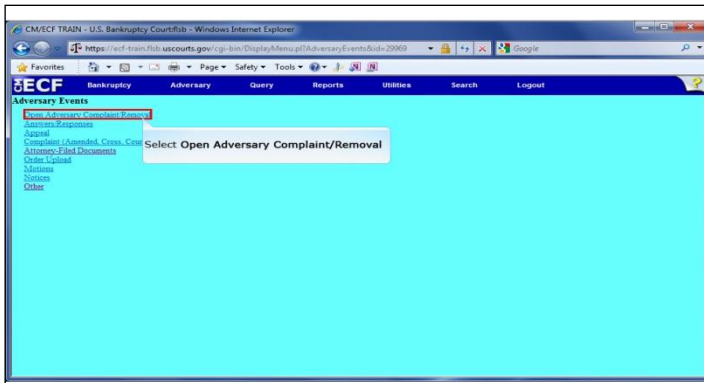 CM/ECF TRAIN - U.S. Bankruptcy Court:flsb - Windows Internet Explorer
https://ecf-train.flsb.uscourts.gov/cgi-bin/DisplayMenu.pl?AdversaryEvents&id=29969
Google
Favorites Page Safety Tools
ECF Bankruptcy Adversary Query Reports Utilities Search Logout ?
Adversary Events
Open Adversary Complaint/Removal
Answers/Responses
Appeal
Complaint (Amended, Cross,
Select Open Adversary Complaint/Removal
Attorney-Filed Documents
Order Upload
Motions
Notices
Other